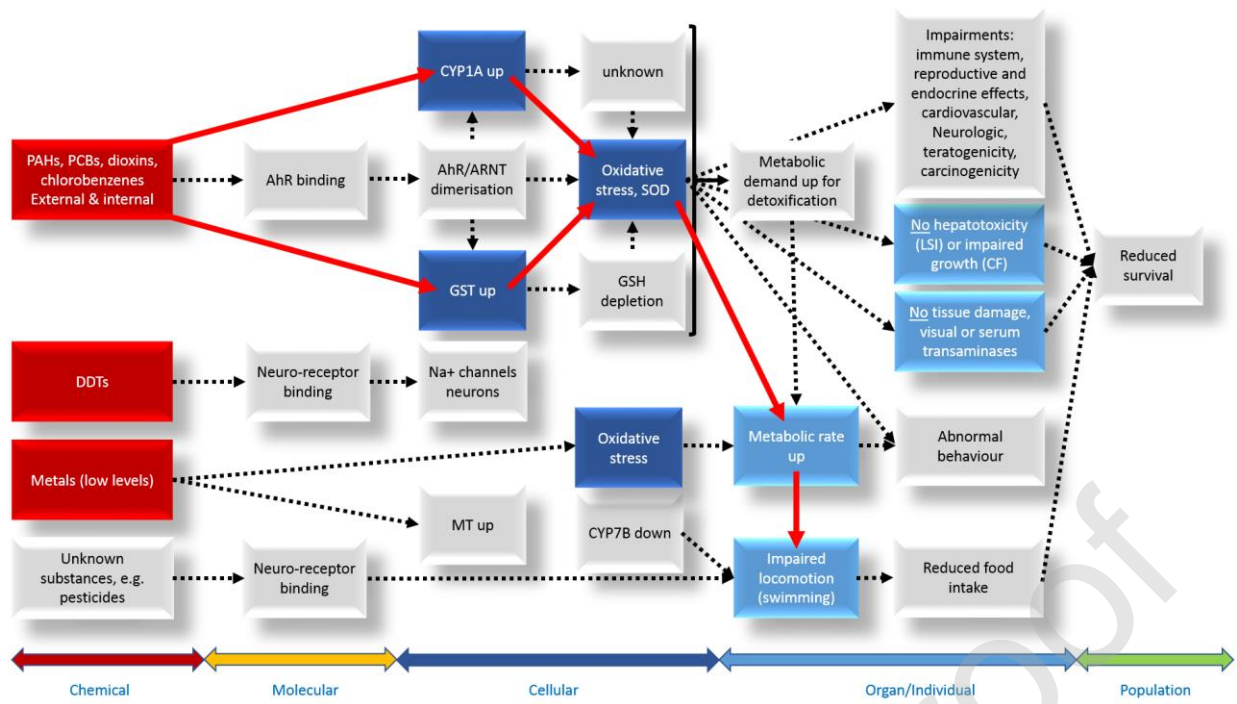 PAHs, PCBs, dioxins,
chlorobenzenes
External & internal
AhR binding
CYP1A up
AhR/ARNT
dimerisation
GST up
unknown
Oxidative
stress, SOD
GSH
depletion
Metabolic
demand up for
detoxification
Impairments:
immune system,
reproductive and
endocrine effects,
cardiovascular,
Neurologic,
teratogenicity,
carcinogenicity
No hepatotoxicity
(LSI) or impaired
growth (CF)
No tissue damage,
visual or serum
transaminases
Reduced
survival
DDTs
Neuro-receptor
binding
Na+ channels
neurons
Metals (low levels)
Oxidative
stress
Metabolic rate
up
Abnormal
behaviour
MT up
CYP7B down
Unknown
substances, e.g.
pesticides
Neuro-receptor
binding
Impaired
locomotion
(swimming)
Reduced food
intake
Chemical
Molecular
Cellular
Organ/Individual
Population
roof